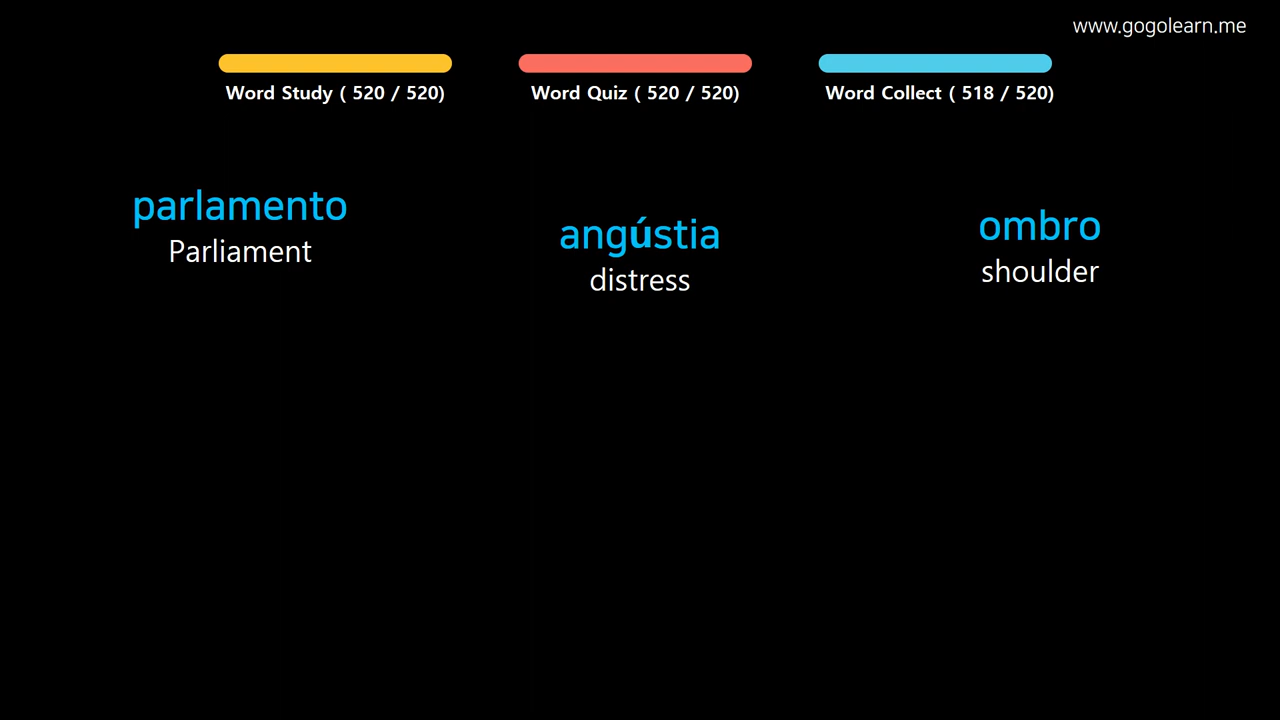 www.gogolearn.me
Word Study ( 520 / 520)
Word Quiz ( 520 / 520)
Word Collect ( 518 / 520)
parlamento
Parliament
angústia
distress
ombro
shoulder